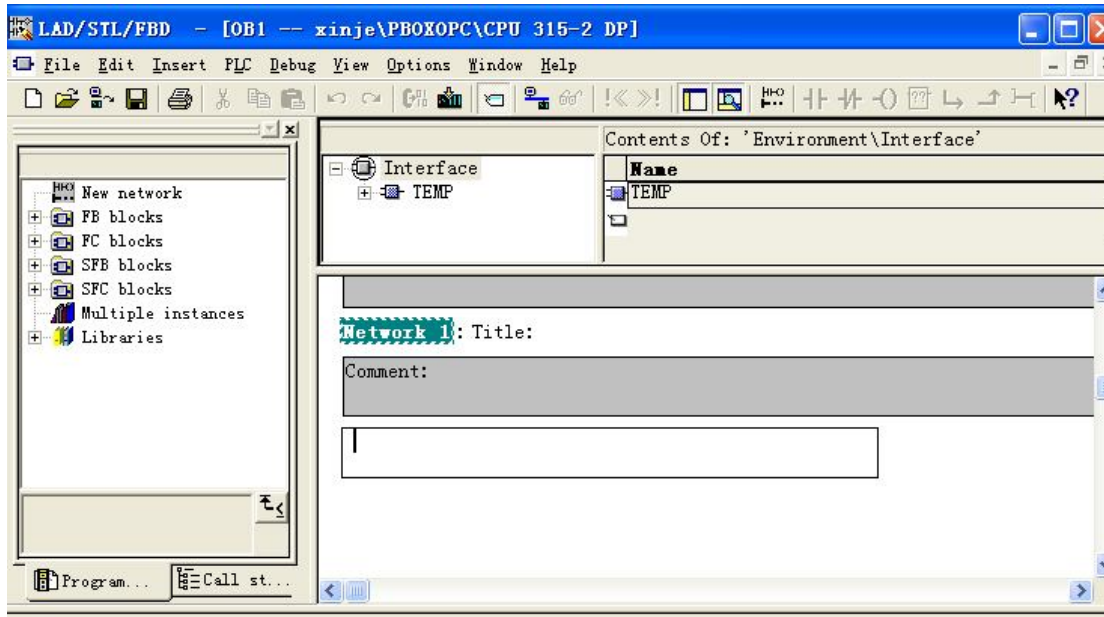 LAD/STL/FBD - [OB1 -- xinje\PBOXOPC\CPU 315-2 DP]
File Edit Insert PLC Debug View Options Window Help
New network
FB blocks
FC blocks
SFB blocks
SFC blocks
Multiple instances
Libraries
Program...
Call st...
Interface
TEMP
Contents Of: 'Environment\Interface'
Name
TEMP
Network 1: Title:
Comment: